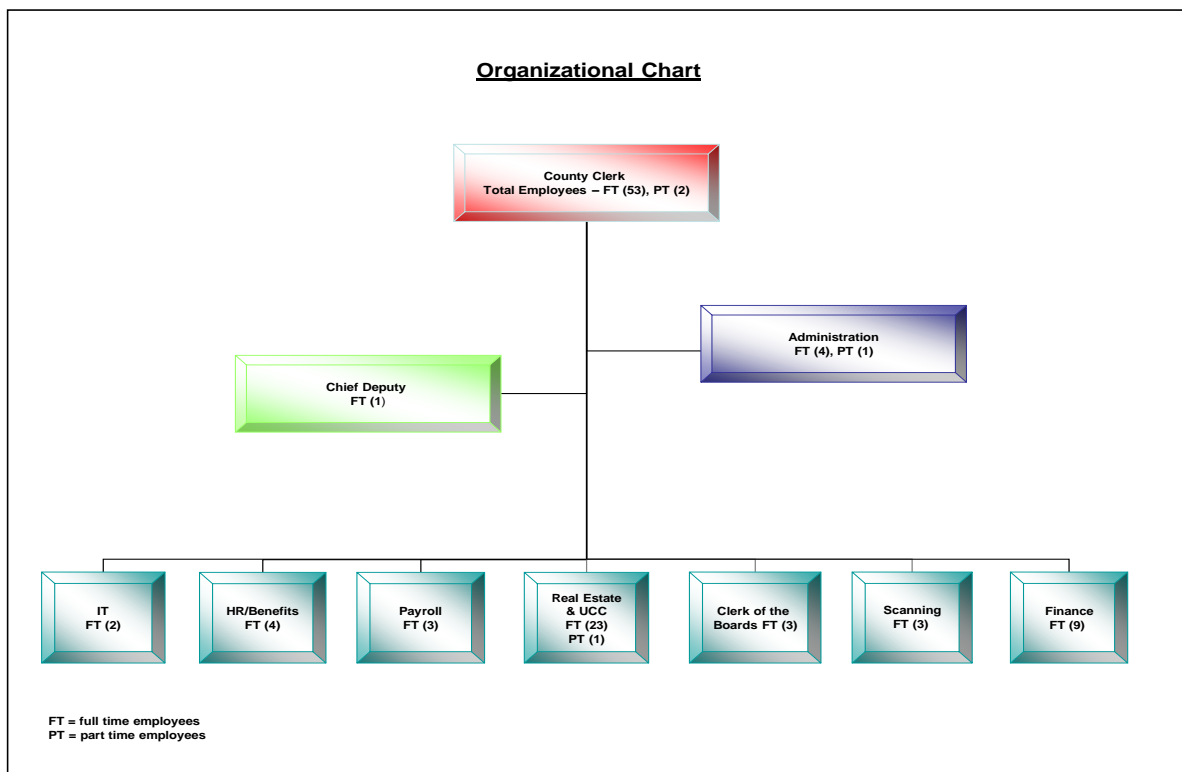 Organizational Chart
County Clerk
Total Employees – FT (53), PT (2)
Administration
FT (4), PT (1)
Chief Deputy
FT (1)
IT
FT (2)
HR/Benefits
FT (4)
Payroll
FT (3)
Real Estate
& UCC
FT (23)
PT (1)
Clerk of the
Boards FT (3)
Scanning
FT (3)
Finance
FT (9)
FT = full time employees
PT = part time employees